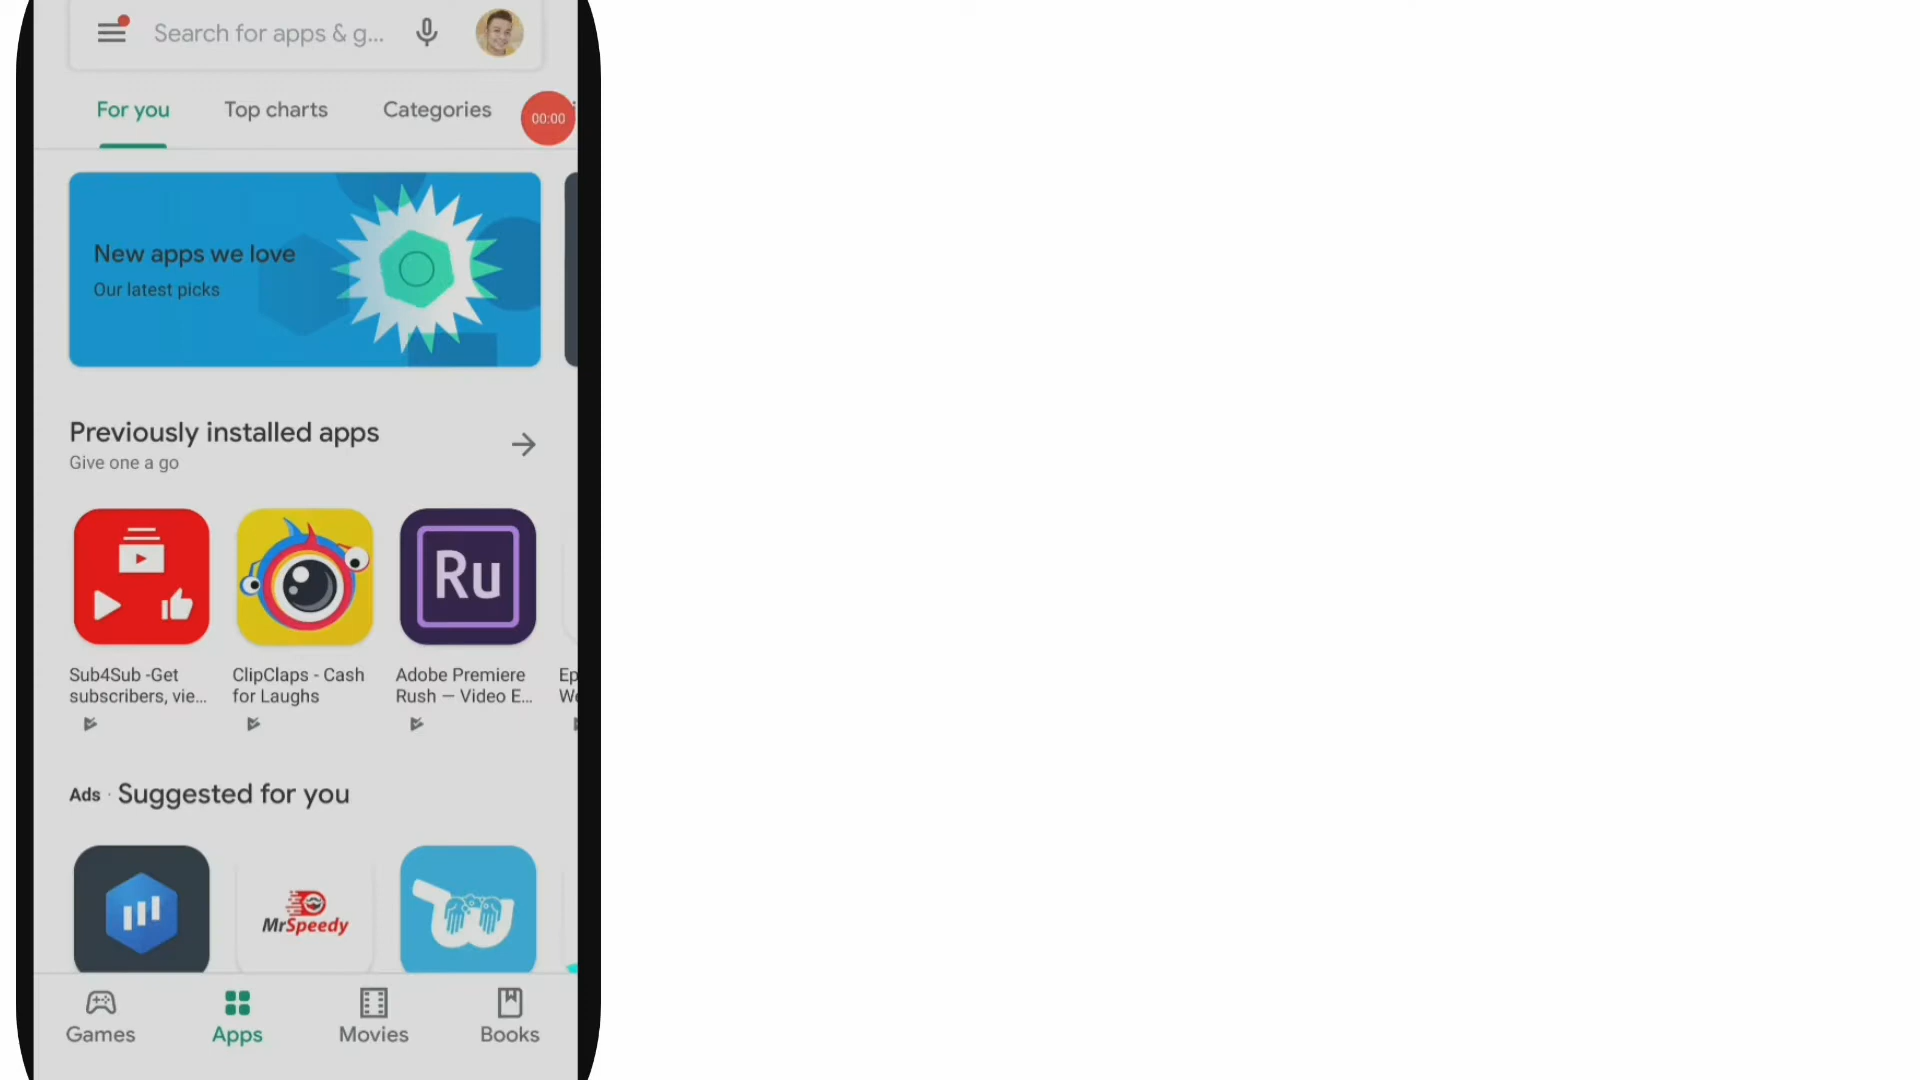 Search for apps & g...
For you
Top charts
Categories
00:00
New apps we love
Our latest picks
Previously installed apps
Give one a go
Ru
Sub4Sub -Get
subscribers, vie...
ClipClaps - Cash
for Laughs
Adobe Premiere
Rush — Video E...
Ep
Ads · Suggested for you
MrSpeedy
Games
Apps
Movies
Books